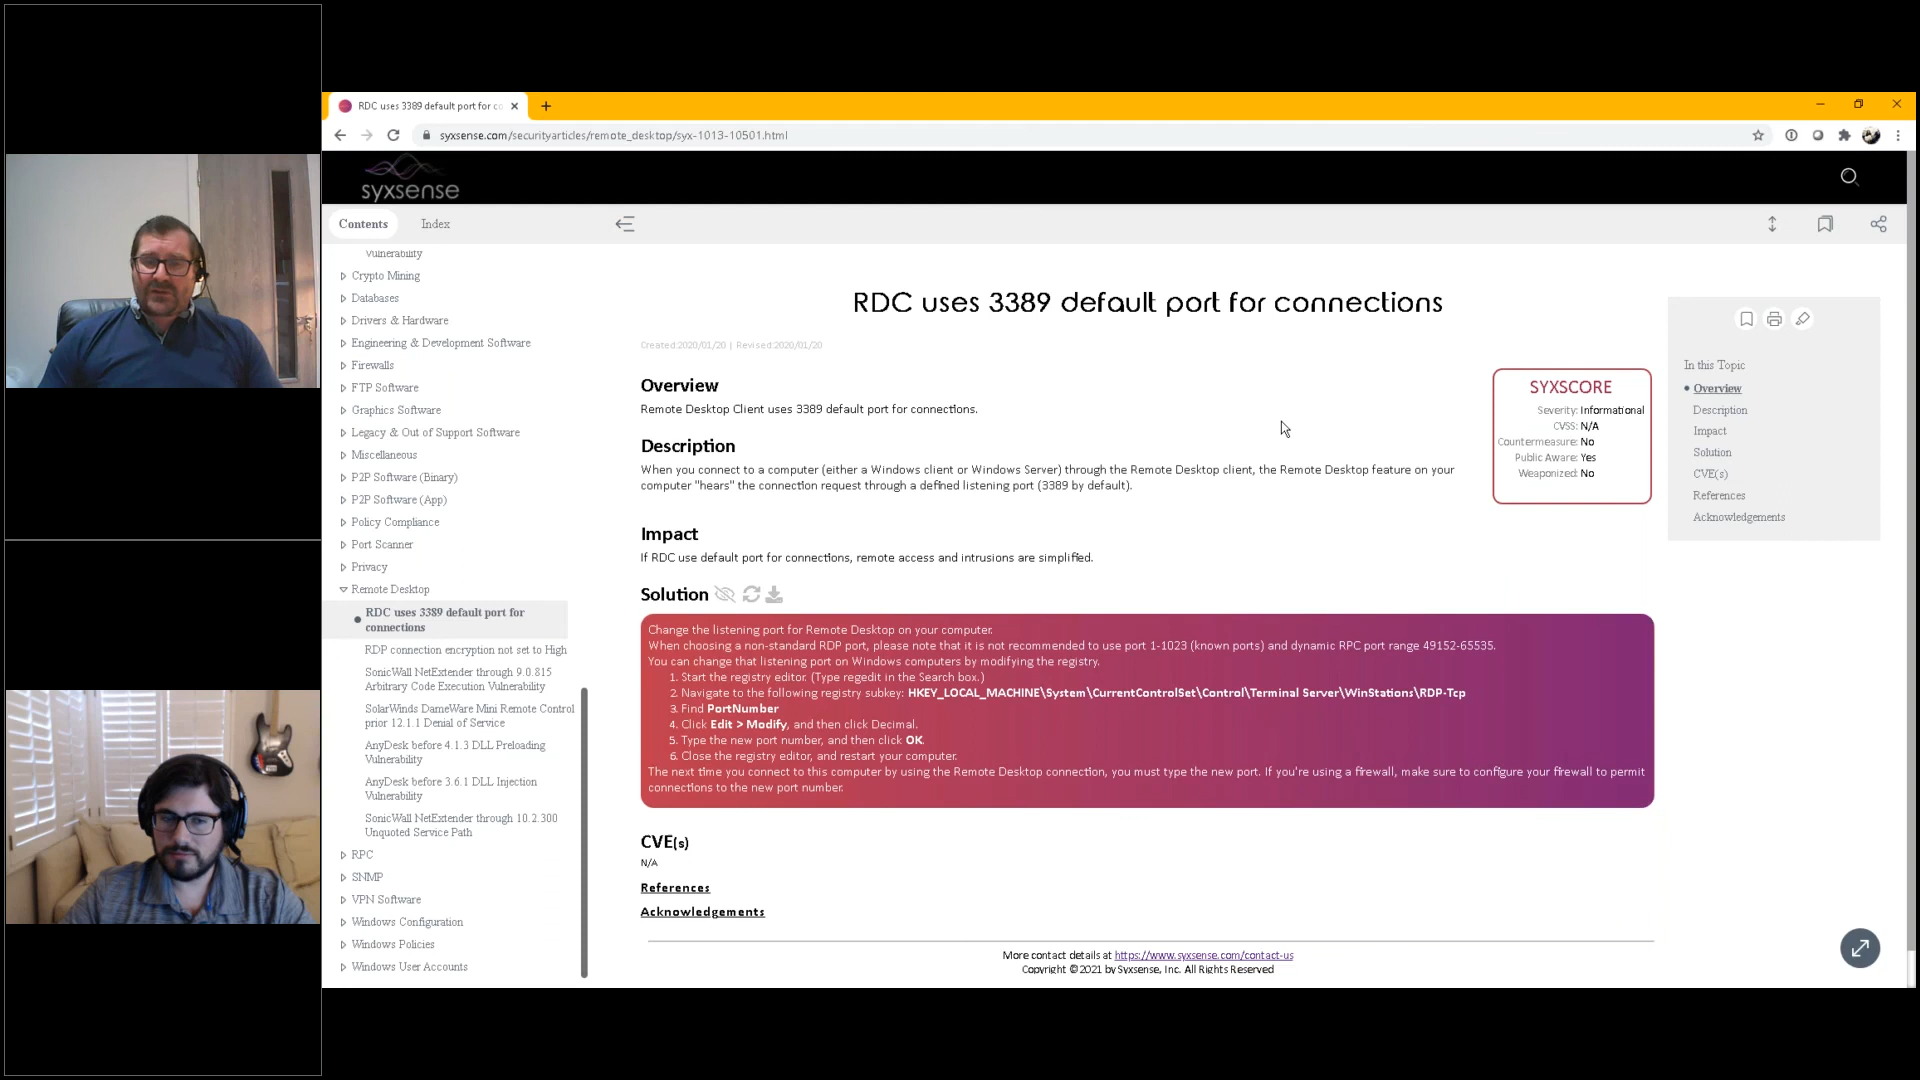 RDC uses 3389 default port for co
syxsense.com/securityarticles/remote_desktop/syx-1013-10501.html
syxsense
Contents
Index
Vulnerability
Crypto Mining
Databases
Drivers & Hardware
Engineering & Development Software
Firewalls
FTP Software
Graphics Software
Legacy & Out of Support Software
Miscellaneous
P2P Software (Binary)
P2P Software (App)
Policy Compliance
Port Scanner
Privacy
Remote Desktop
RDC uses 3389 default port for
connections
RDP connection encryption not set to High
SonicWall NetExtender through 9.0.815
Arbitrary Code Execution Vulnerability
SolarWinds DameWare Mini Remote Control
prior 12.1.1 Denial of Service
AnyDesk before 4.1.3 DLL Preloading
Vulnerability
AnyDesk before 3.6.1 DLL Injection
Vulnerability
SonicWall NetExtender through 10.2.300
Unquoted Service Path
RPC
SNMP
VPN Software
Windows Configuration
Windows Policies
Windows User Accounts
RDC uses 3389 default port for connections
Created:2020/01/20 | Revised:2020/01/20
Overview
Remote Desktop Client uses 3389 default port for connections.
Description
When you connect to a computer (either a Windows client or Windows Server) through the Remote Desktop client, the Remote Desktop feature on your
computer "hears" the connection request through a defined listening port (3389 by default).
Impact
If RDC use default port for connections, remote access and intrusions are simplified.
Solution
Change the listening port for Remote Desktop on your computer.
When choosing a non-standard RDP port, please note that it is not recommended to use port 1-1023 (known ports) and dynamic RPC port range 49152-65535.
You can change that listening port on Windows computers by modifying the registry.
1. Start the registry editor. (Type regedit in the Search box.)
2. Navigate to the following registry subkey: HKEY_LOCAL_MACHINE\System\CurrentControlSet\Control\Terminal Server\WinStations\RDP-Tcp
3. Find PortNumber
4. Click Edit > Modify, and then click Decimal.
5. Type the new port number, and then click OK.
6. Close the registry editor, and restart your computer.
The next time you connect to this computer by using the Remote Desktop connection, you must type the new port. If you're using a firewall, make sure to configure your firewall to permit
connections to the new port number.
CVE(s)
N/A
References
Acknowledgements
More contact details at https://www.syxsense.com/contact-us
Copyright ©2021 by Syxsense, Inc. All Rights Reserved
SYXSCORE
Severity: Informational
CVSS: N/A
Countermeasure: No
Public Aware: Yes
Weaponized: No
In this Topic
Overview
Description
Impact
Solution
CVE(s)
References
Acknowledgements